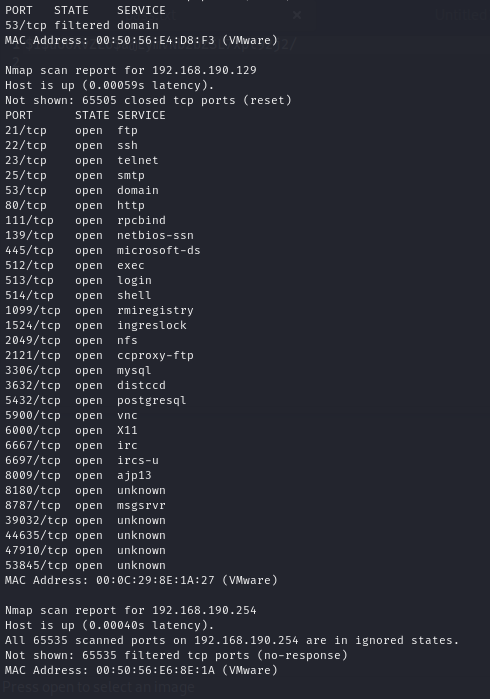 PORT   STATE    SERVICE
53/tcp filtered domain
MAC Address: 00:50:56:E4:D8:F3 (VMware)

Nmap scan report for 192.168.190.129
Host is up (0.00059s latency).
Not shown: 65505 closed tcp ports (reset)
PORT      STATE SERVICE
21/tcp    open  ftp
22/tcp    open  ssh
23/tcp    open  telnet
25/tcp    open  smtp
53/tcp    open  domain
80/tcp    open  http
111/tcp   open  rpcbind
139/tcp   open  netbios-ssn
445/tcp   open  microsoft-ds
512/tcp   open  exec
513/tcp   open  login
514/tcp   open  shell
1099/tcp  open  rmiregistry
1524/tcp  open  ingreslock
2049/tcp  open  nfs
2121/tcp  open  ccproxy-ftp
3306/tcp  open  mysql
3632/tcp  open  distccd
5432/tcp  open  postgresql
5900/tcp  open  vnc
6000/tcp  open  X11
6667/tcp  open  irc
6697/tcp  open  ircs-u
8009/tcp  open  ajp13
8180/tcp  open  unknown
8787/tcp  open  msgsrvr
39032/tcp open  unknown
44635/tcp open  unknown
47910/tcp open  unknown
53845/tcp open  unknown
MAC Address: 00:0C:29:8E:1A:27 (VMware)

Nmap scan report for 192.168.190.254
Host is up (0.00040s latency).
All 65535 scanned ports on 192.168.190.254 are in ignored states.
Not shown: 65535 filtered tcp ports (no-response)
MAC Address: 00:50:56:E6:8E:1A (VMware)
Press open to select an image